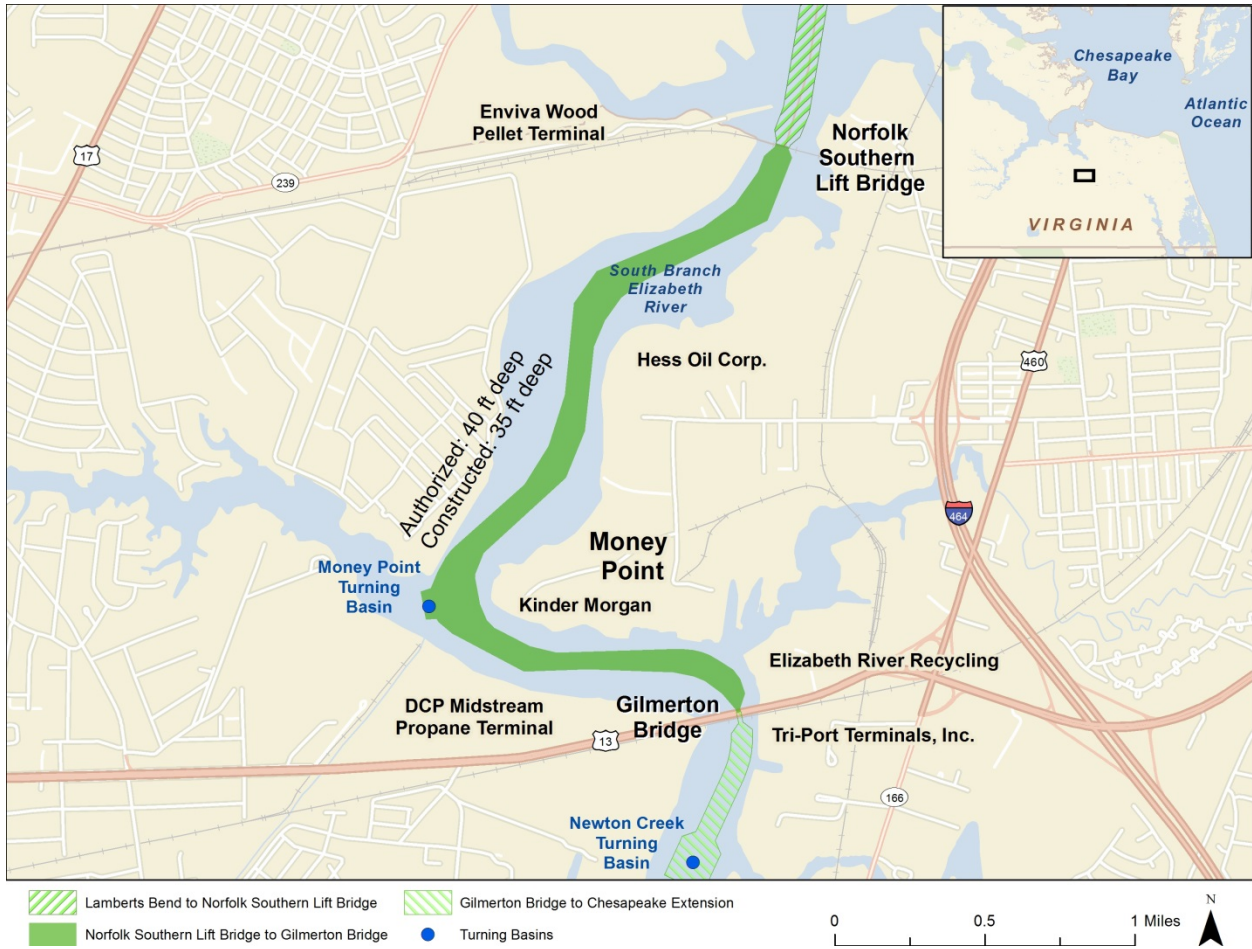 Chesapeake
Bay
Atlantic
Ocean
VIRGINIA
Enviva Wood
Pellet Terminal
Norfolk
Southern
Lift Bridge
17
239
South Branch
Elizabeth
River
Hess Oil Corp.
460
Authorized: 40 ft deep
Constructed: 35 ft deep
464
Money
Point
Money Point
Turning
Basin
Kinder Morgan
Elizabeth River Recycling
DCP Midstream
Propane Terminal
Gilmerton
Bridge
13
Tri-Port Terminals, Inc.
166
Newton Creek
Turning
Basin
Lamberts Bend to Norfolk Southern Lift Bridge
Gilmerton Bridge to Chesapeake Extension
Norfolk Southern Lift Bridge to Gilmerton Bridge
Turning Basins
0 0.5 1 Miles
N